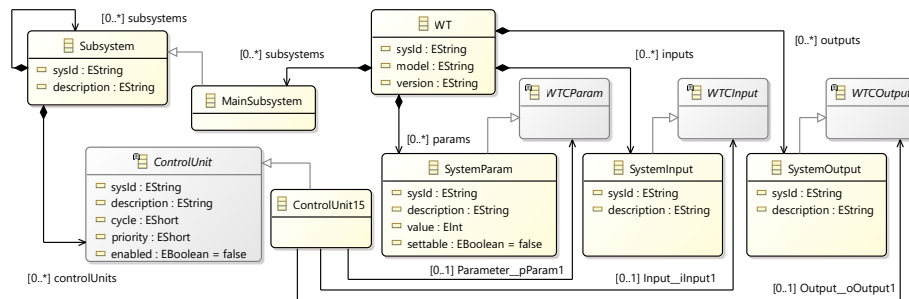 [0..*] subsystems
Subsystem
sysId : EString
description : EString
[0..*] subsystems
MainSubsystem
WT
sysId : EString
model : EString
version : EString
[0..*] inputs
[0..*] outputs
WTCParam
WTCInput
WTCOutput
[0..*] params
ControlUnit
sysId : EString
description : EString
cycle : EShort
priority : EShort
enabled : EBoolean = false
ControlUnit15
SystemParam
sysId : EString
description : EString
value : EInt
settable : EBoolean = false
SystemInput
sysId : EString
description : EString
SystemOutput
sysId : EString
description : EString
[0..*] controlUnits
[0..1] Parameter__pParam1
[0..1] Input__iInput1
[0..1] Output__oOutput1